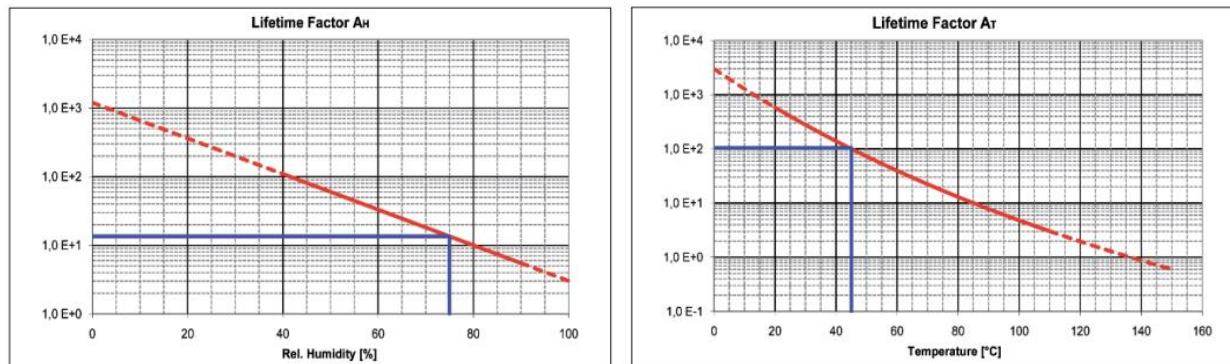 Lifetime Factor AH
1,0 E+4
1,0 E+3
1,0 E+2
1,0 E+1
1,0 E+0
0 20 40 60 80 100
Rel. Humidity [%]
Lifetime Factor AT
1,0 E+4
1,0 E+3
1,0 E+2
1,0 E+1
1,0 E+0
1,0 E-1
0 20 40 60 80 100 120 140 160
Temperature [°C]